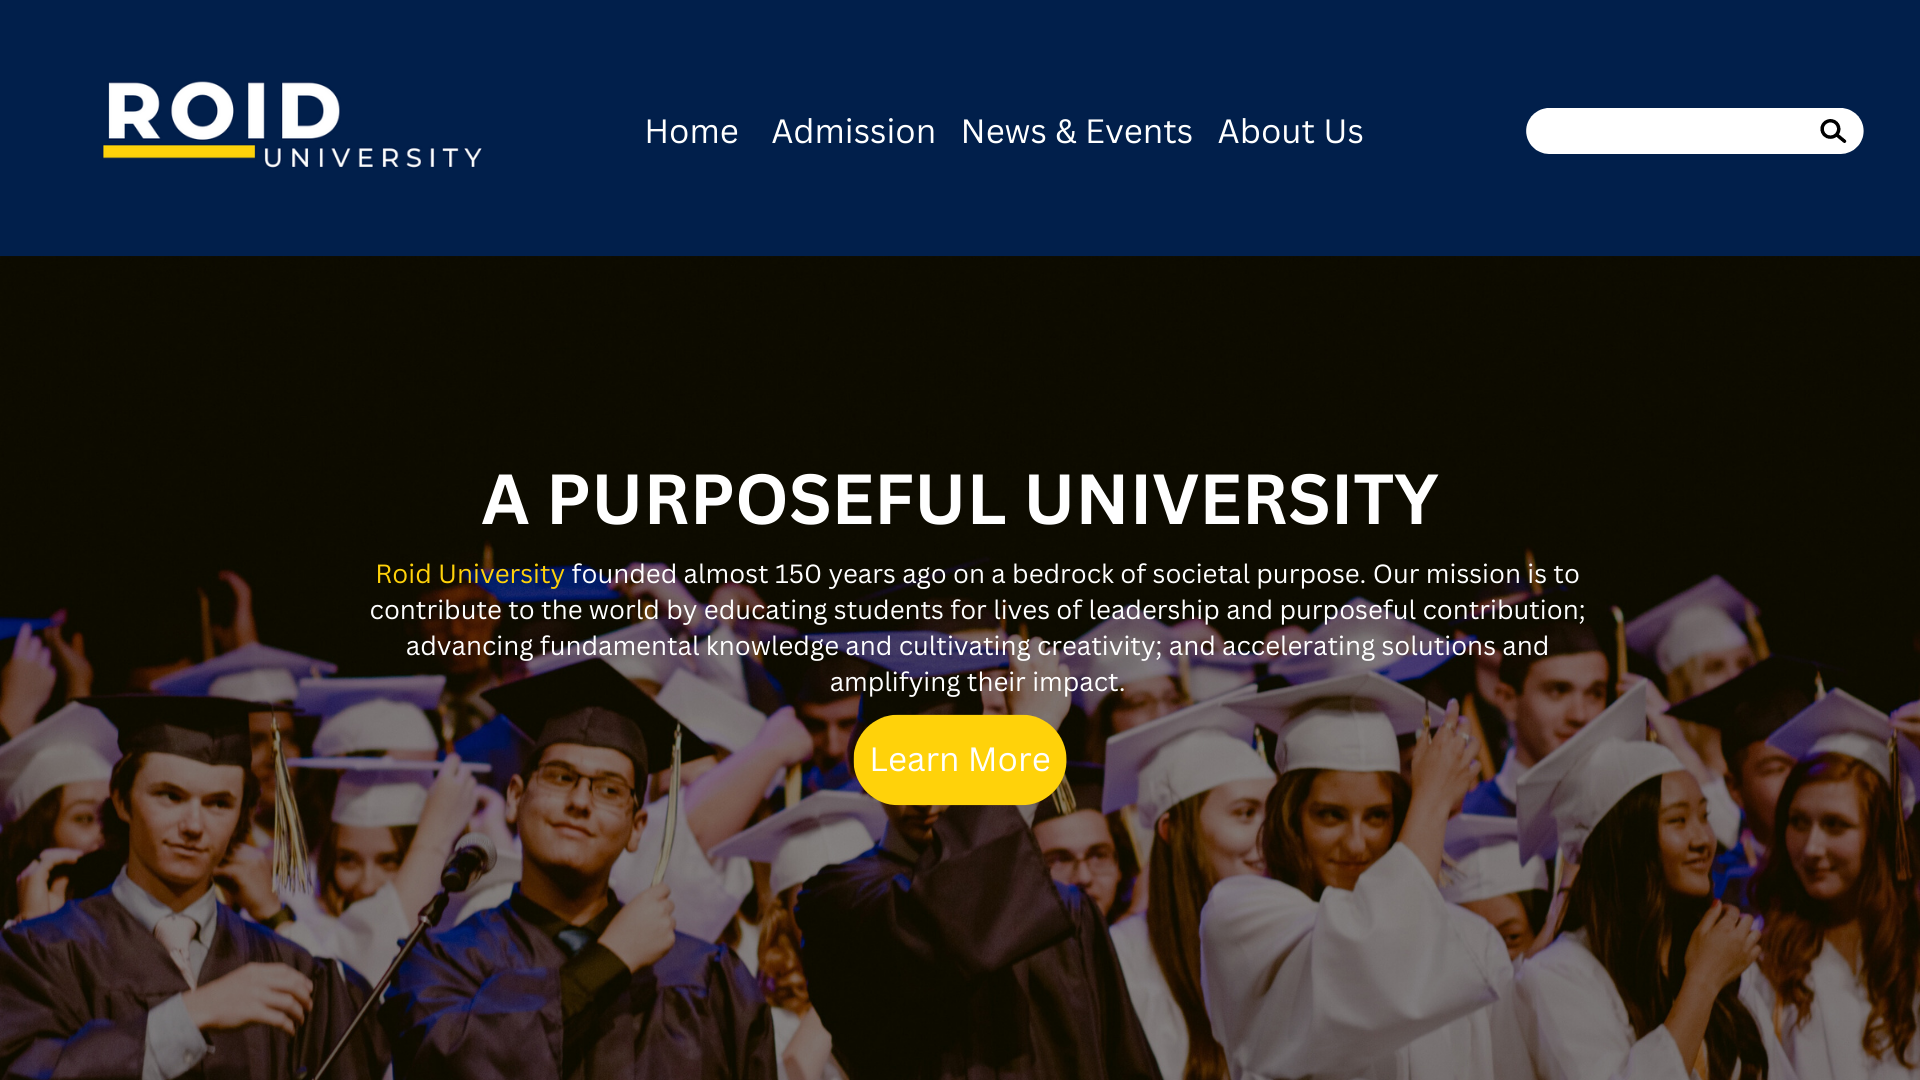 ROID
UNIVERSITY
Home Admission News & Events About Us
A PURPOSEFUL UNIVERSITY
Roid University founded almost 150 years ago on a bedrock of societal purpose. Our mission is to
contribute to the world by educating students for lives of leadership and purposeful contribution;
advancing fundamental knowledge and cultivating creativity; and accelerating solutions and
amplifying their impact.
Learn More